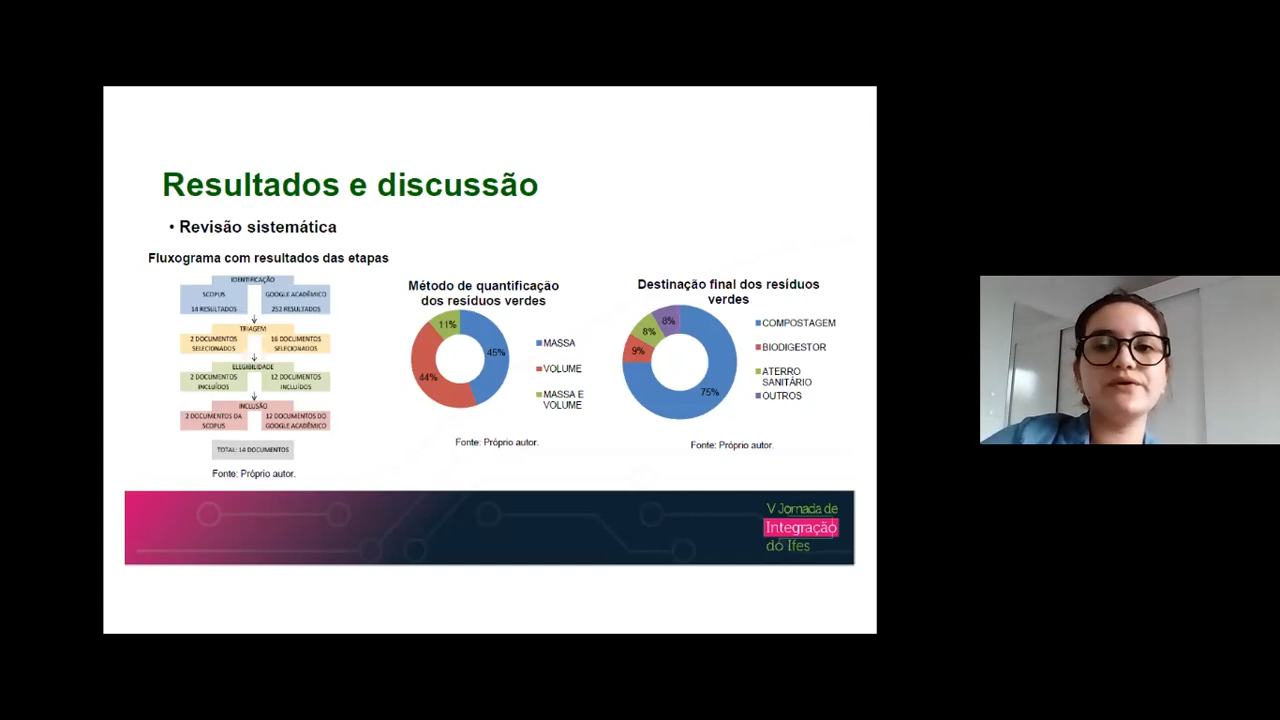 Resultados e discussão
• Revisão sistemática
Fluxograma com resultados das etapas
IDENTIFICAÇÃO
SCOPUS
14 RESULTADOS
GOOGLE ACADÊMICO
252 RESULTADOS
TRIAGEM
2 DOCUMENTOS
SELECIONADOS
16 DOCUMENTOS
SELECIONADOS
ELEGIBILIDADE
2 DOCUMENTOS
INCLUÍDOS
12 DOCUMENTOS
INCLUÍDOS
INCLUSÃO
2 DOCUMENTOS DA
SCOPUS
12 DOCUMENTOS DO
GOOGLE ACADÊMICO
TOTAL: 14 DOCUMENTOS
Fonte: Próprio autor.
Método de quantificação
dos resíduos verdes
11%
45%
44%
MASSA
VOLUME
MASSA E
VOLUME
Fonte: Próprio autor.
Destinação final dos resíduos
verdes
8%
8%
9%
75%
COMPOSTAGEM
BIODIGESTOR
ATERRO
SANITÁRIO
OUTROS
Fonte: Próprio autor.
V Jornada de
Integração
do Ifes